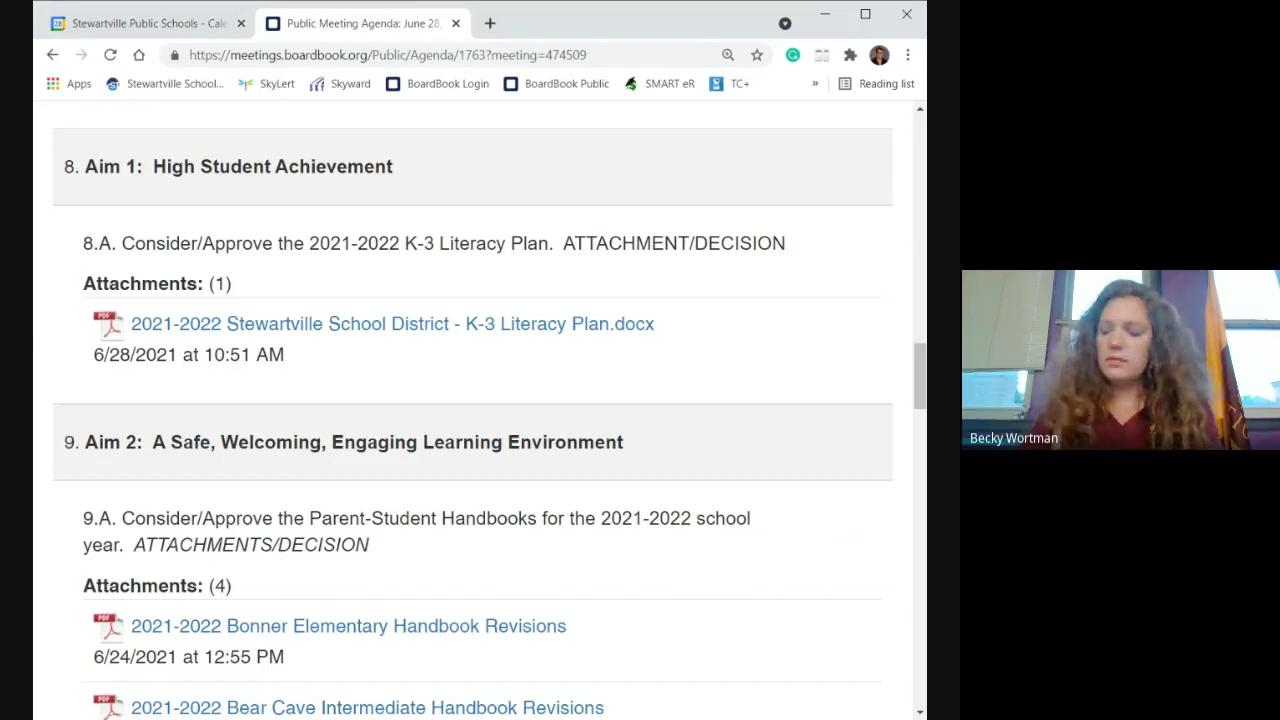 Stewartville Public Schools - Cale
Public Meeting Agenda: June 28,
https://meetings.boardbook.org/Public/Agenda/1763?meeting=474509
Apps
Stewartville School...
SkyLert
Skyward
BoardBook Login
BoardBook Public
SMART eR
TC+
»
Reading list
8. Aim 1: High Student Achievement
8.A. Consider/Approve the 2021-2022 K-3 Literacy Plan. ATTACHMENT/DECISION
Attachments: (1)
2021-2022 Stewartville School District - K-3 Literacy Plan.docx
6/28/2021 at 10:51 AM
9. Aim 2: A Safe, Welcoming, Engaging Learning Environment
9.A. Consider/Approve the Parent-Student Handbooks for the 2021-2022 school
year. ATTACHMENTS/DECISION
Attachments: (4)
2021-2022 Bonner Elementary Handbook Revisions
6/24/2021 at 12:55 PM
2021-2022 Bear Cave Intermediate Handbook Revisions
Becky Wortman